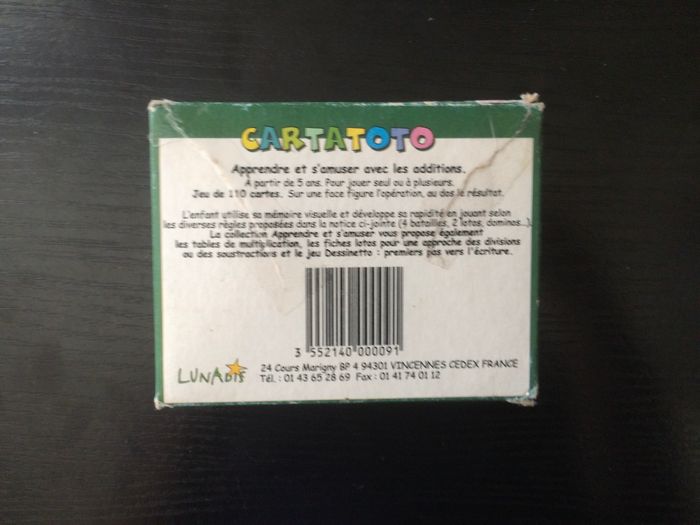 CARTATOTO
Apprendre et s'amuser avec les additions.
A partir de 5 ans. Pour jouer seul ou à plusieurs.
Jeu de 110 cartes. Sur une face figure l'opération, au dos le résultat.
L'enfant utilise sa mémoire visuelle et développe sa rapidité en jouant selon
les diverses règles proposées dans la notice ci-jointe (4 batailles, 2 lotos, dominos..).
La collection Apprendre et s'amuser vous propose également
les tables de multiplication, les fiches lotos pour une approche des divisions
ou des soustractions et le jeu Dessinetto : premiers pas vers l'écriture.
3 552140 000091
LUNADIS
24 Cours Marigny BP 4 94301 VINCENNES CEDEX FRANCE
Tél. : 01 43 65 28 69 Fax : 01 41 74 01 12